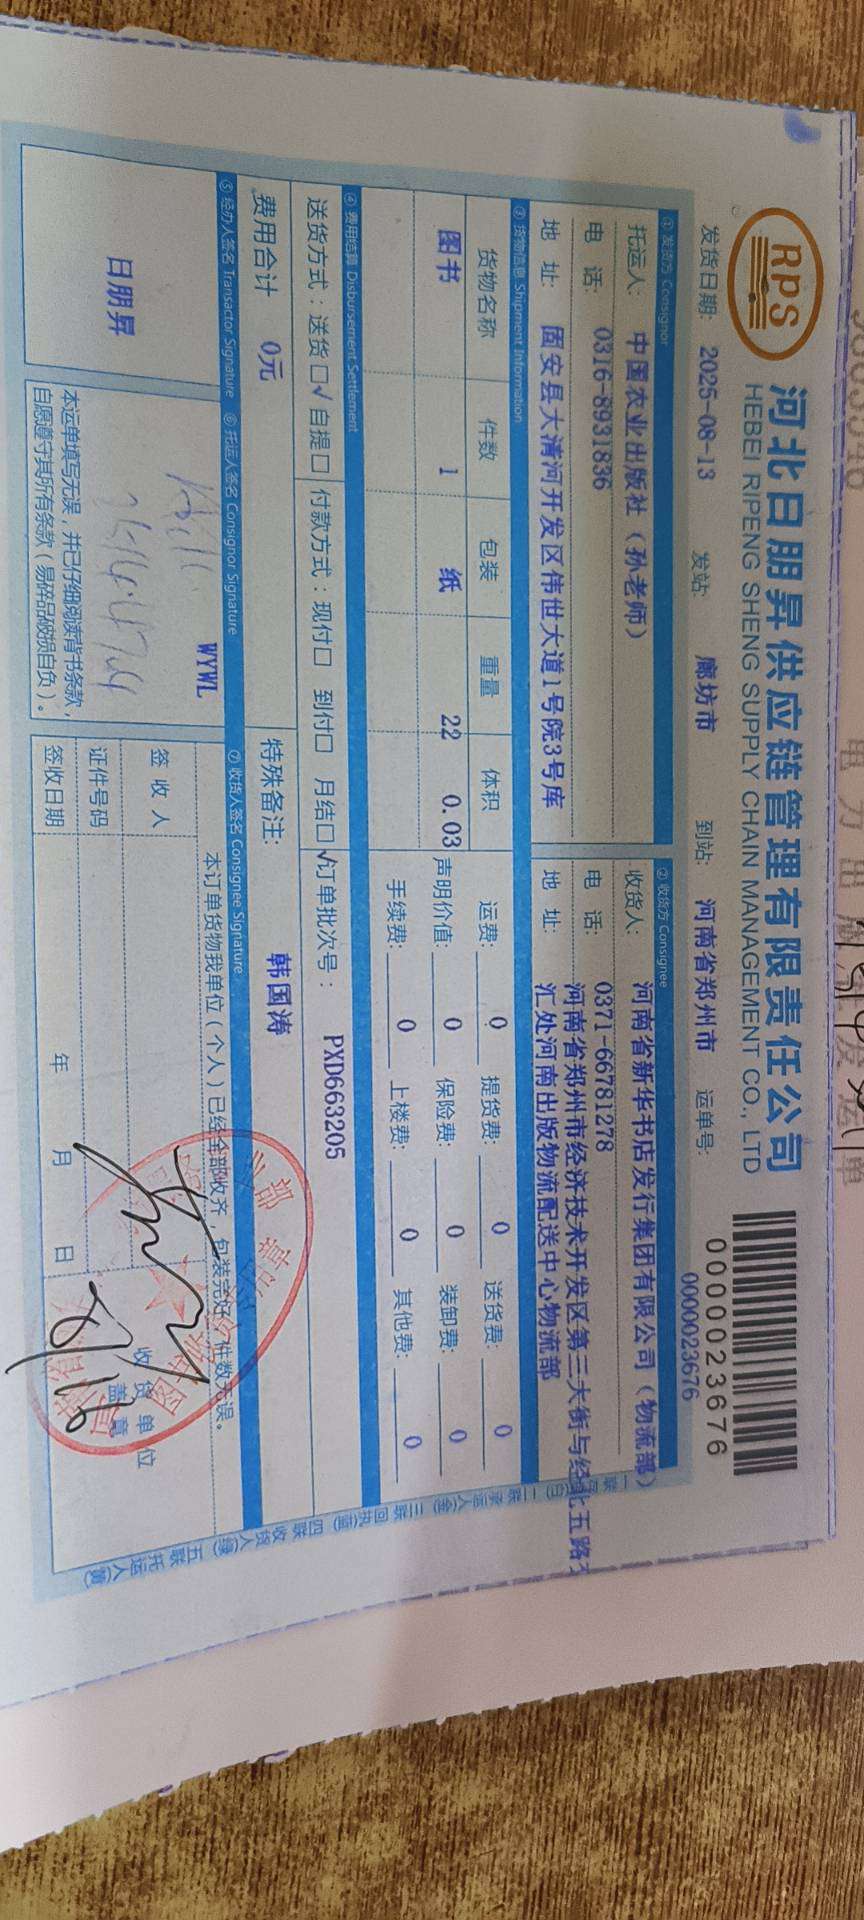 RPS
河北日朋昇供应链管理有限责任公司
HEBEI RIPENG SHENG SUPPLY CHAIN MANAGEMENT CO., LTD
0000023676
发货日期: 2025-08-13 发站: 廊坊市 到站: 河南省郑州市 运单号: 0000023676
① 发货方 Consignor ② 收货方 Consignee
托运人: 中国农业出版社（孙老师） 收货人: 河南省新华书店发行集团有限公司（物流部）
电 话: 0316-8931836 电 话: 0371-66781278
地 址: 固安县大清河开发区伟世大道1号院3号库 地 址: 河南省郑州市经济技术开发区第三大街与经北五路交
汇处河南出版物流配送中心物流部
③ 货物信息 Shipment Information
货物名称 件数 包装 重量 体积 运费: 0 提货费: 0 送货费: 0
图书 1 纸 22 0.03 声明价值: 0 保险费: 0 装卸费: 0
手续费: 0 上楼费: 0 其他费: 0
④ 费用结算 Disbursement Settlement
送货方式：送货☐√ 自提☐ 付款方式：现付☐ 到付☐ 月结☐√ 订单批次号： PXD663205
费用合计 0元 特殊备注: 韩国涛
⑤ 经办人签名 Transactor Signature ⑥ 托运人签名 Consignor Signature ⑦ 收货人签名 Consignee Signature
日朋昇 WYWL
本订单货物我单位（个人）已经全部收齐，包装完好，件数无误。
签 收 人
证件号码
签收日期 年 月 日
收货单位
盖章
本运单填写无误，并已仔细阅读背书条款，
自愿遵守其所有条款（易碎品破损自负）。